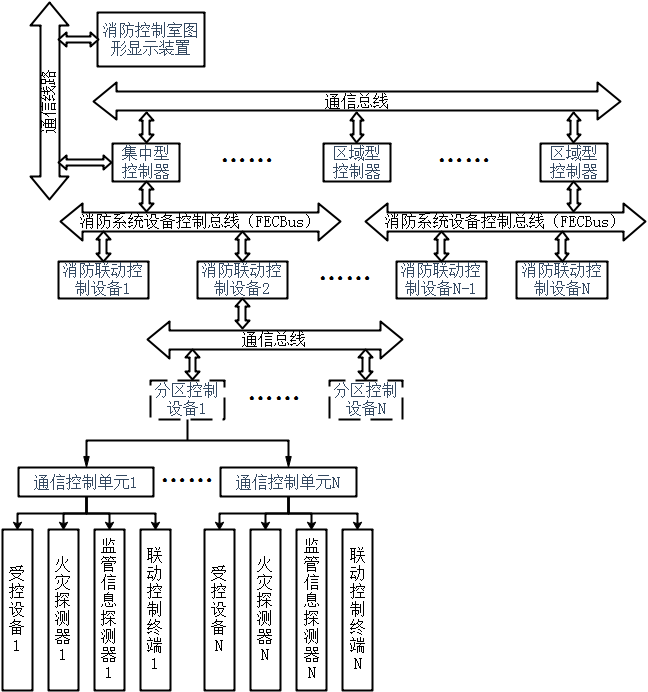 消防控制室图
形显示装置
通信线路
通信总线
集中型
控制器
……
区域型
控制器
……
区域型
控制器
消防系统设备控制总线（FECBus）
消防系统设备控制总线（FECBus）
消防联动控
制设备1
消防联动控
制设备2
……
消防联动控
制设备N-1
消防联动控
制设备N
通信总线
分区控制
设备1
……
分区控制
设备N
通信控制单元1
……
通信控制单元N
受控设备1
火灾探测器1
监管信息探测器1
联动控制终端1
受控设备N
火灾探测器N
监管信息探测器N
联动控制终端N